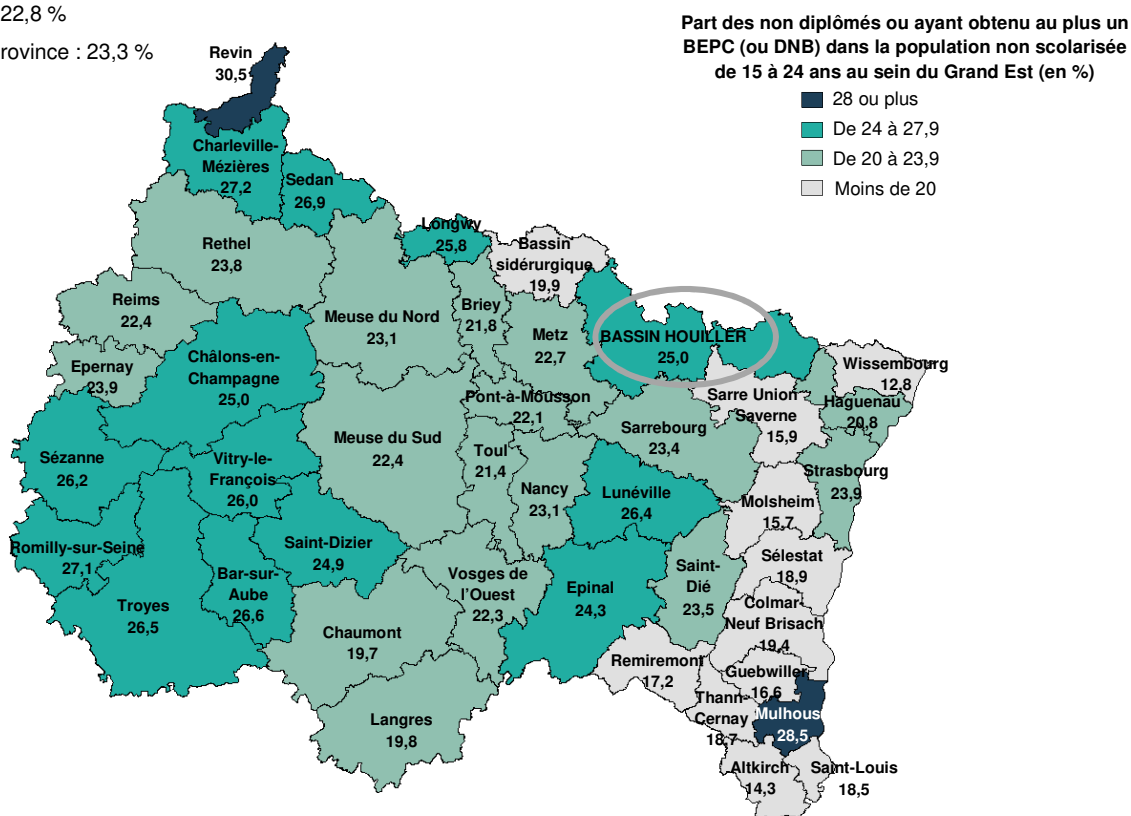 22,8 %
rovince : 23,3 %
Part des non diplômés ou ayant obtenu au plus un
BEPC (ou DNB) dans la population non scolarisée
de 15 à 24 ans au sein du Grand Est (en %)
28 ou plus
De 24 à 27,9
De 20 à 23,9
Moins de 20
Revin
30,5
Charleville-
Mézières
27,2
Sedan
26,9
Longwy
25,8
Bassin
sidérurgique
19,9
Rethel
23,8
Reims
22,4
Meuse du Nord
23,1
Briey
21,8
Metz
22,7
BASSIN HOUILLER
25,0
Epernay
23,9
Châlons-en-
Champagne
25,0
Wissembourg
12,8
Pont-à-Mousson
22,1
Sarre Union
Saverne
15,9
Haguenau
20,8
Meuse du Sud
22,4
Sarrebourg
23,4
Sézanne
26,2
Vitry-le-
François
26,0
Toul
21,4
Nancy
23,1
Lunéville
26,4
Strasbourg
23,9
Molsheim
15,7
Romilly-sur-Seine
27,1
Saint-Dizier
24,9
Sélestat
18,9
Troyes
26,5
Bar-sur-
Aube
26,6
Vosges de
l’Ouest
22,3
Epinal
24,3
Saint-
Dié
23,5
Colmar-
Neuf Brisach
19,4
Chaumont
19,7
Remiremont
17,2
Guebwiller
16,6
Langres
19,8
Thann-
Cernay
18,7
Mulhous
28,5
Altkirch
14,3
Saint-Louis
18,5